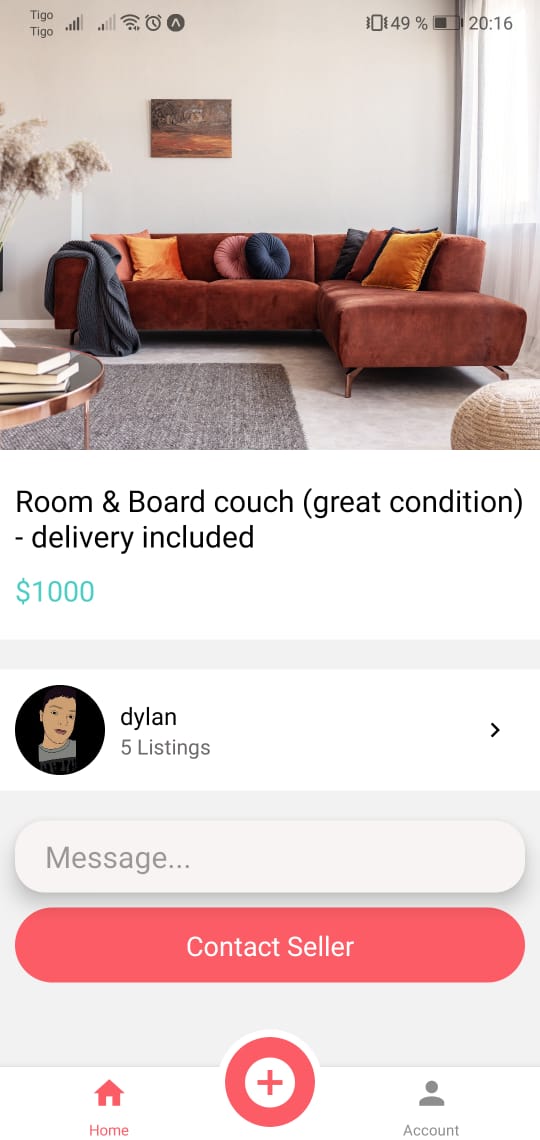 Tigo
Tigo
49 %
20:16
Room & Board couch (great condition)
- delivery included
$1000
dylan
5 Listings
Message...
Contact Seller
Home
Account